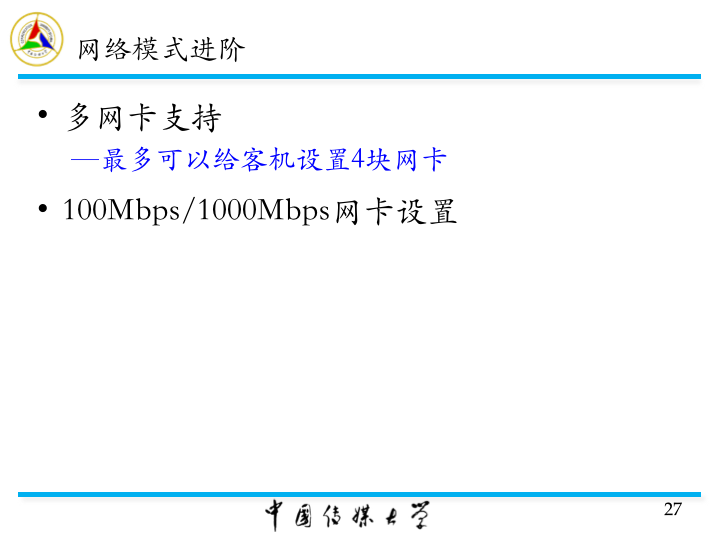 网络模式进阶
• 多网卡支持
—最多可以给客机设置4块网卡
• 100Mbps/1000Mbps网卡设置
中国传媒大学
27